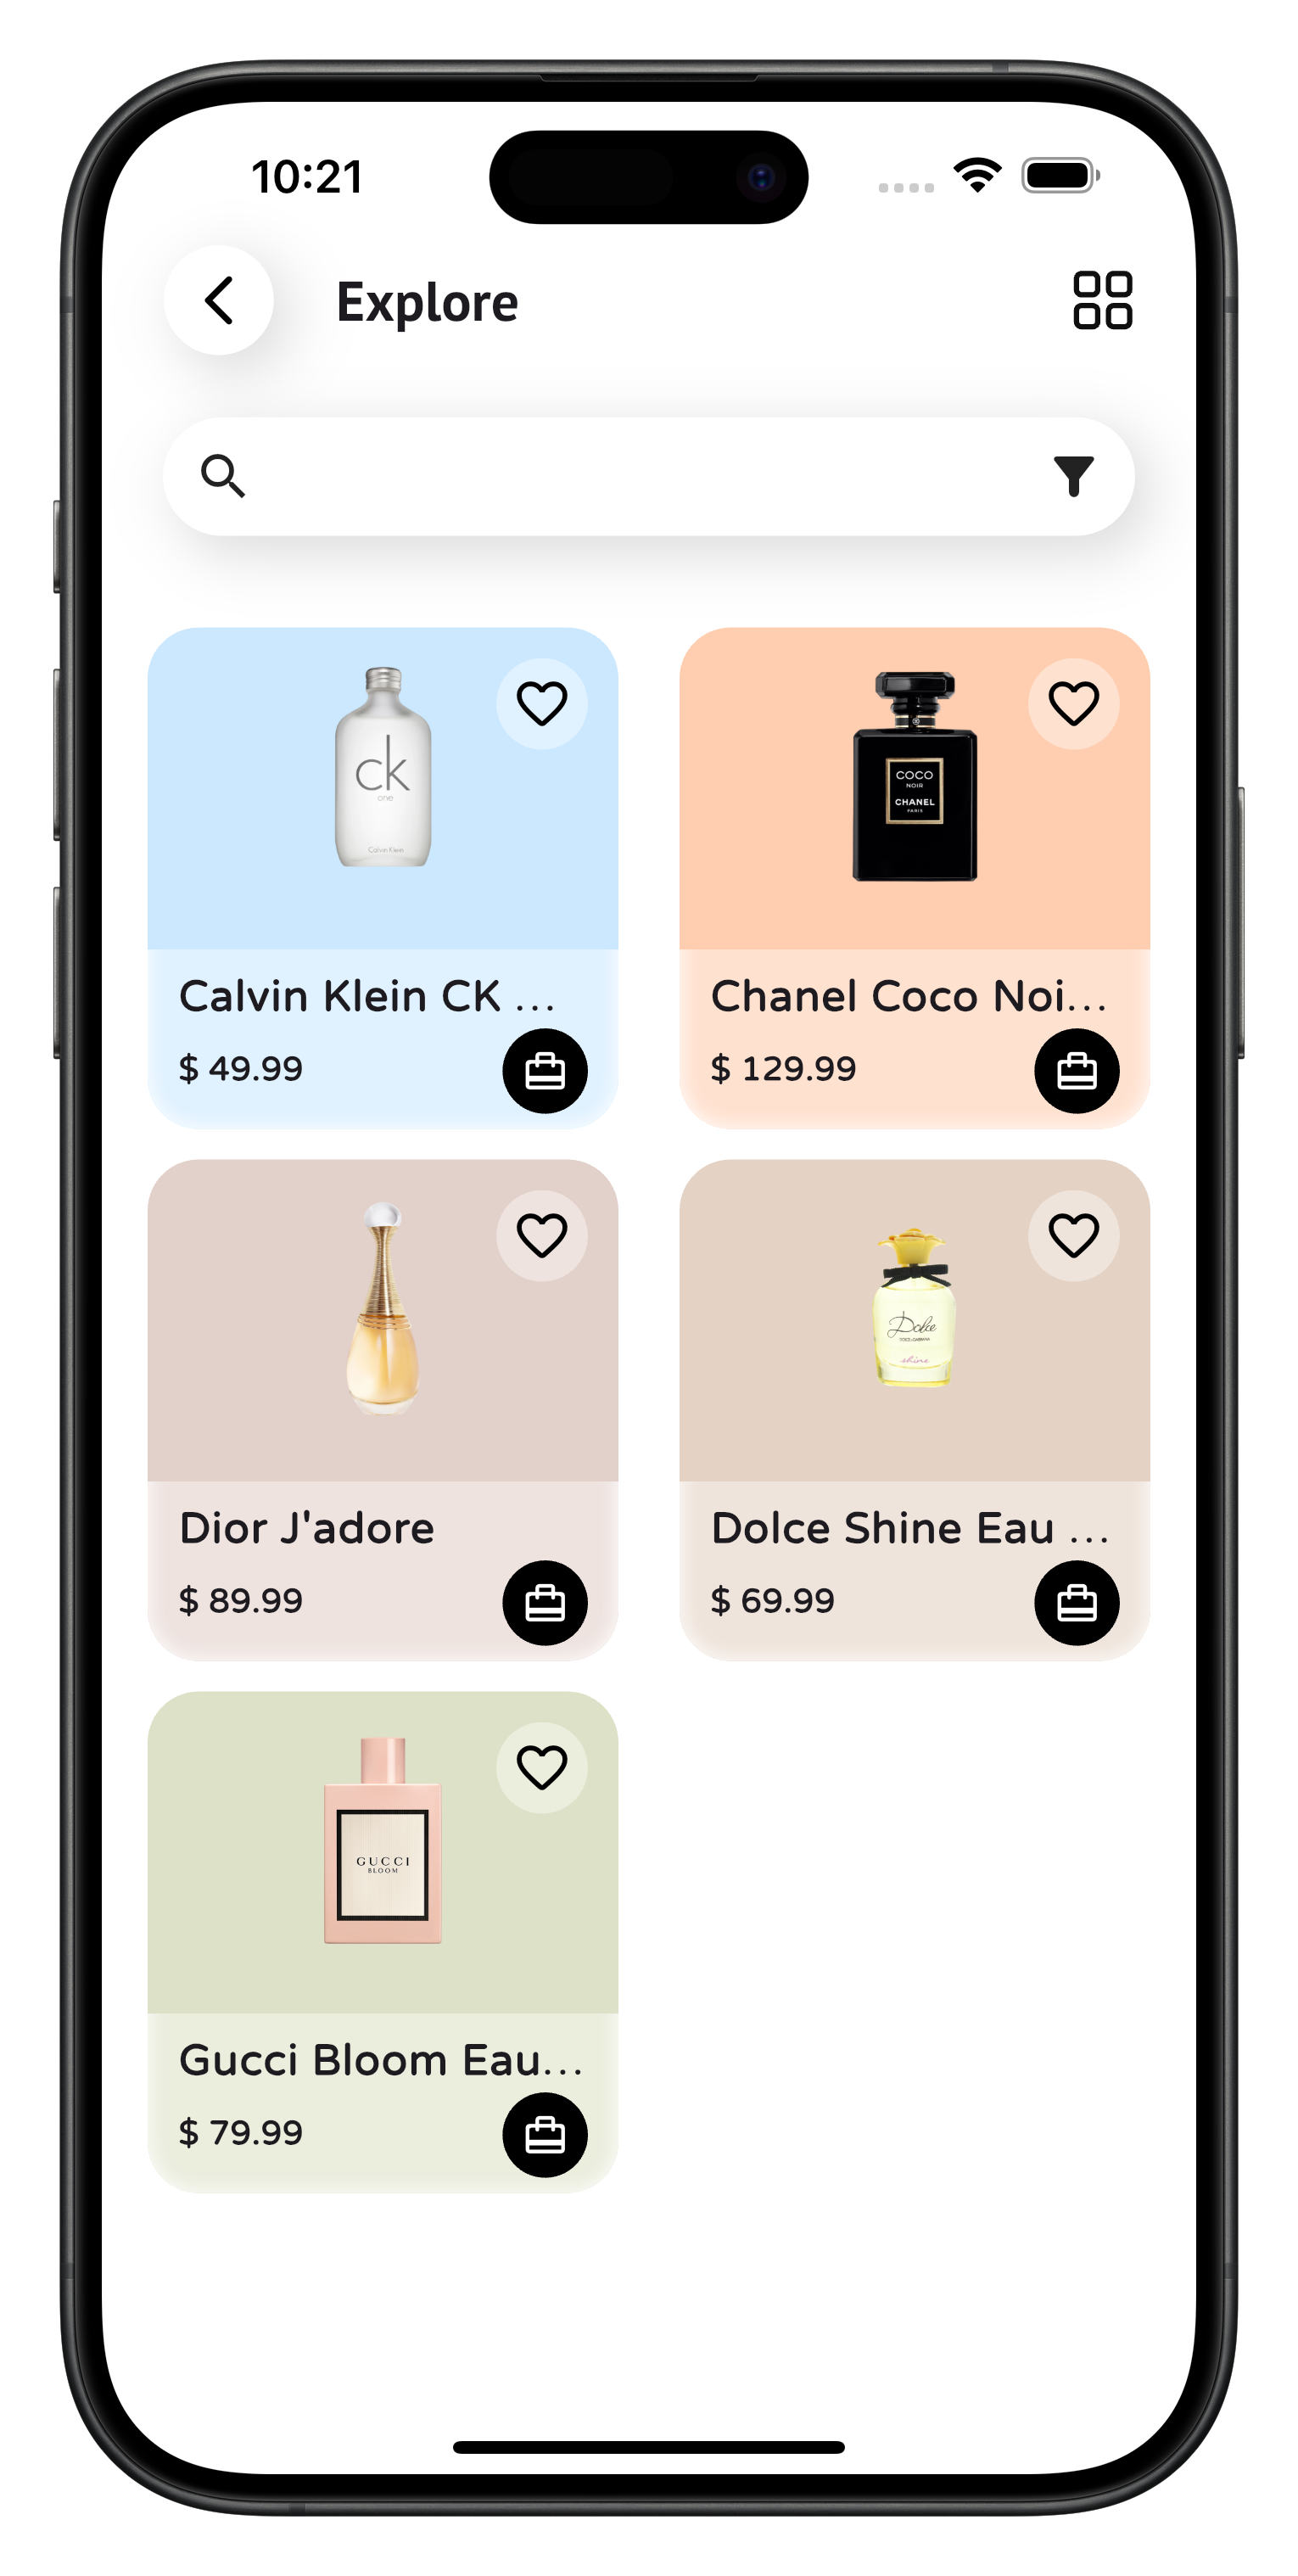 10:21
Explore
ck
one
Calvin Klein
COCO
NOIR
CHANEL
PARIS
Calvin Klein CK ...
$ 49.99
Chanel Coco Noi...
$ 129.99
Dolce
DOLCE & GABBANA
shine
Dior J'adore
$ 89.99
Dolce Shine Eau ...
$ 69.99
GUCCI
BLOOM
Gucci Bloom Eau...
$ 79.99